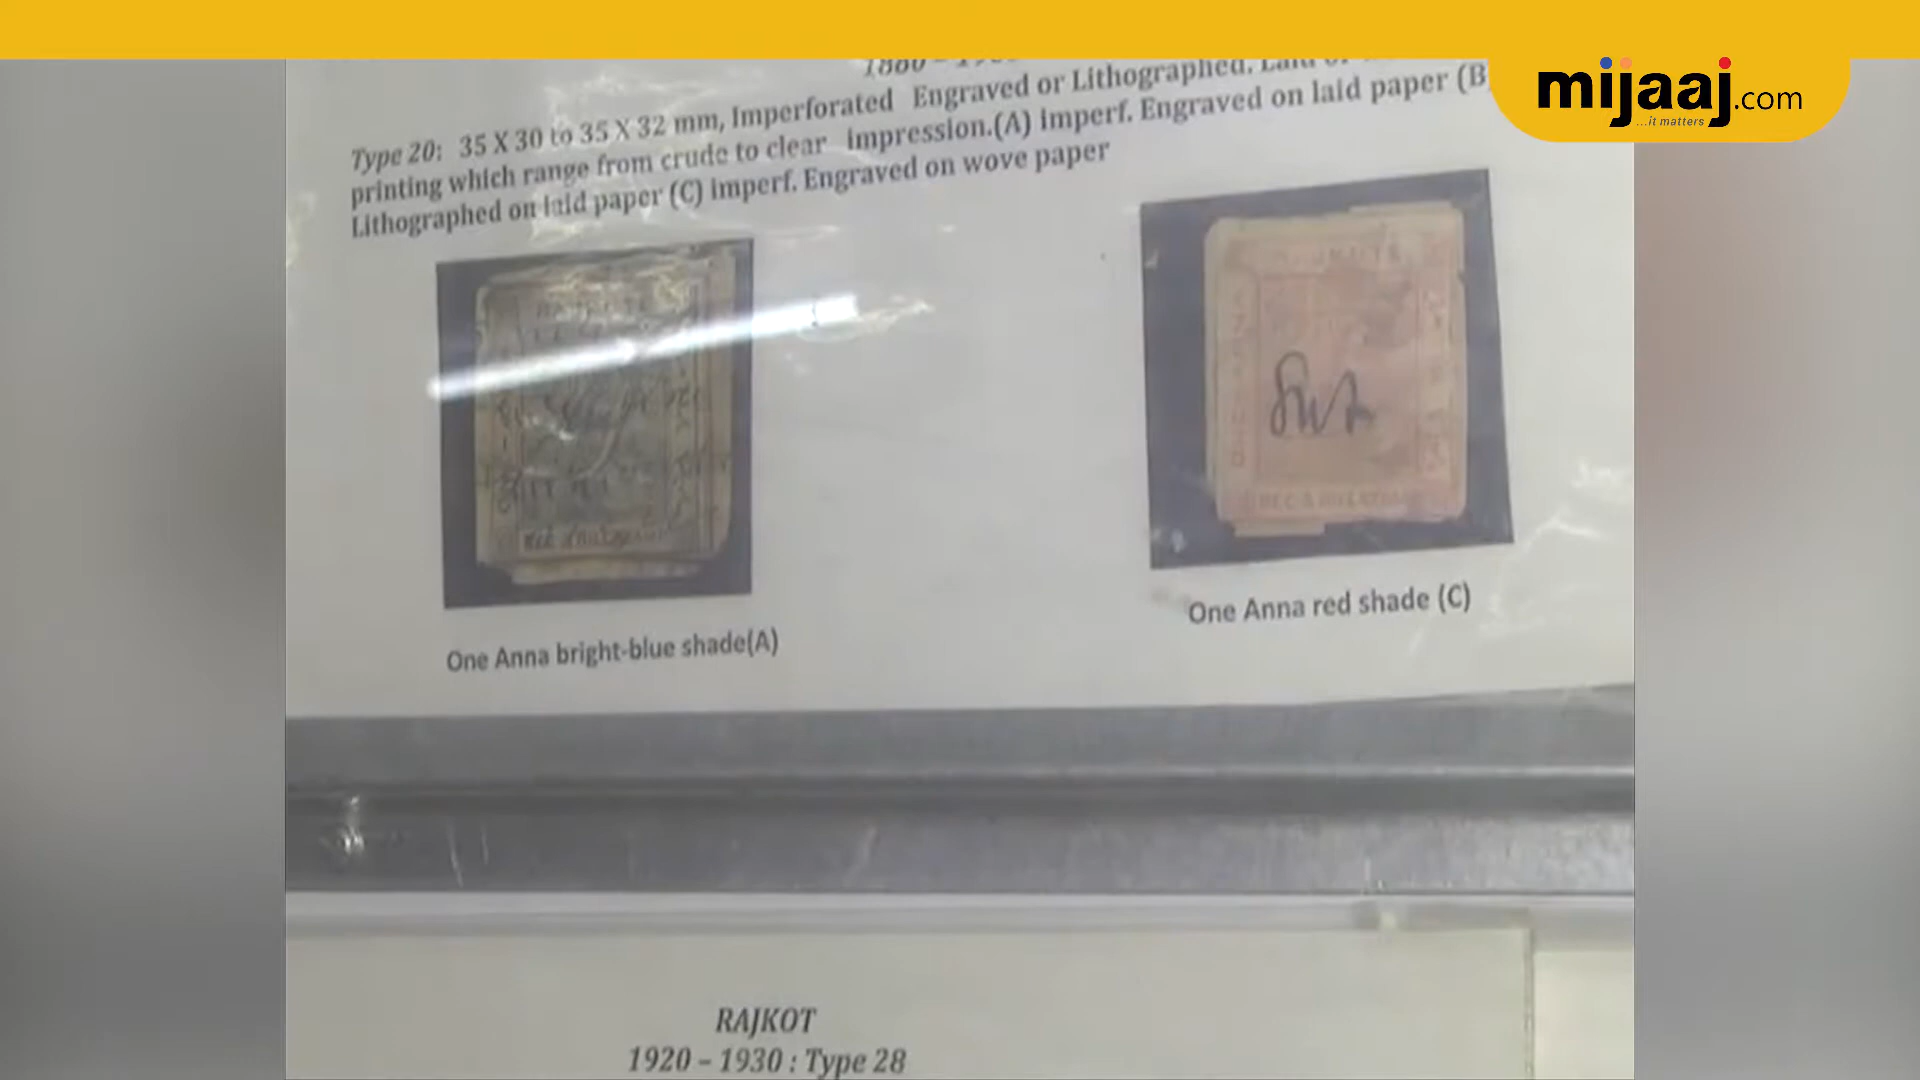 mijaaj.com
...it matters
Type 20: 35 X 30 to 35 X 32 mm, Imperforated Engraved or Lithographed. Laid or
printing which range from crude to clear impression.(A) imperf. Engraved on laid paper (B
Lithographed on laid paper (C) imperf. Engraved on wove paper
One Anna bright-blue shade(A)
One Anna red shade (C)
RAJKOT
1920 – 1930 : Type 28